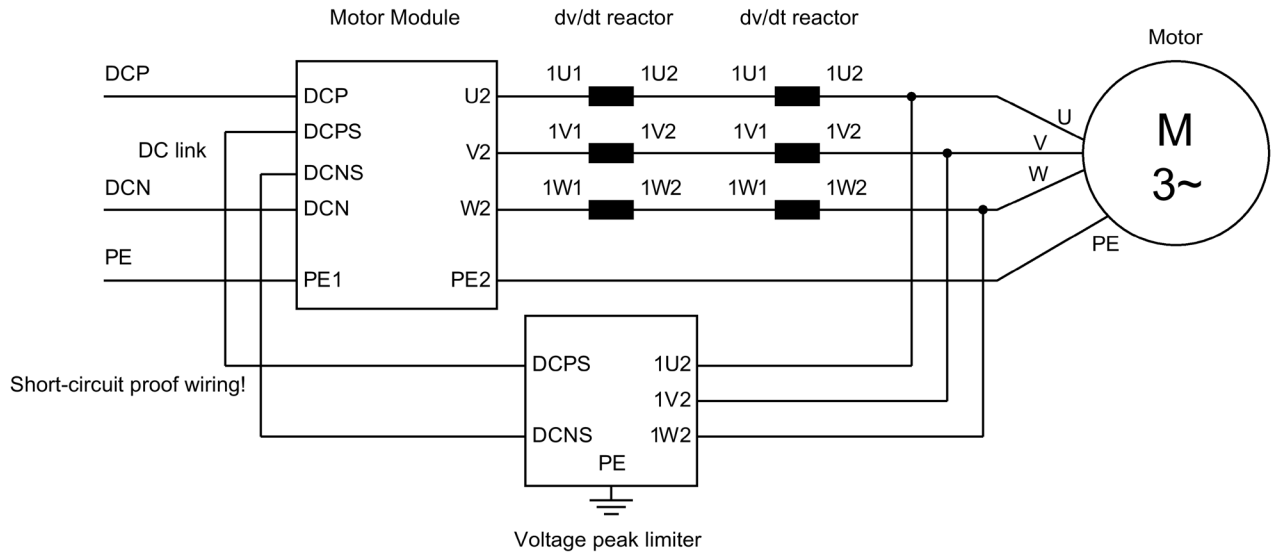 Motor Module
dv/dt reactor
dv/dt reactor
Motor
DCP
DCP
U2
1U1
1U2
1U1
1U2
U
DCPS
DC link
V2
1V1
1V2
1V1
1V2
V
M
3~
DCNS
DCN
DCN
W2
1W1
1W2
1W1
1W2
W
PE
PE
PE1
PE2
DCPS
1U2
Short-circuit proof wiring!
1V2
DCNS
1W2
PE
Voltage peak limiter